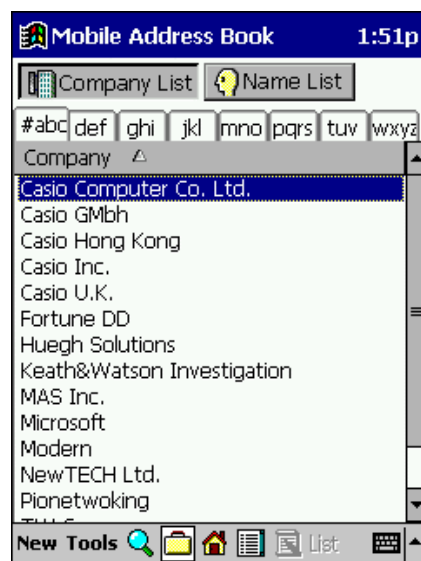 Mobile Address Book 1:51p
Company List Name List
#abc def ghi jkl mno pqrs tuv wxyz
Company
Casio Computer Co. Ltd.
Casio GMbh
Casio Hong Kong
Casio Inc.
Casio U.K.
Fortune DD
Huegh Solutions
Keath&Watson Investigation
MAS Inc.
Microsoft
Modern
NewTECH Ltd.
Pionetwoking
New Tools List